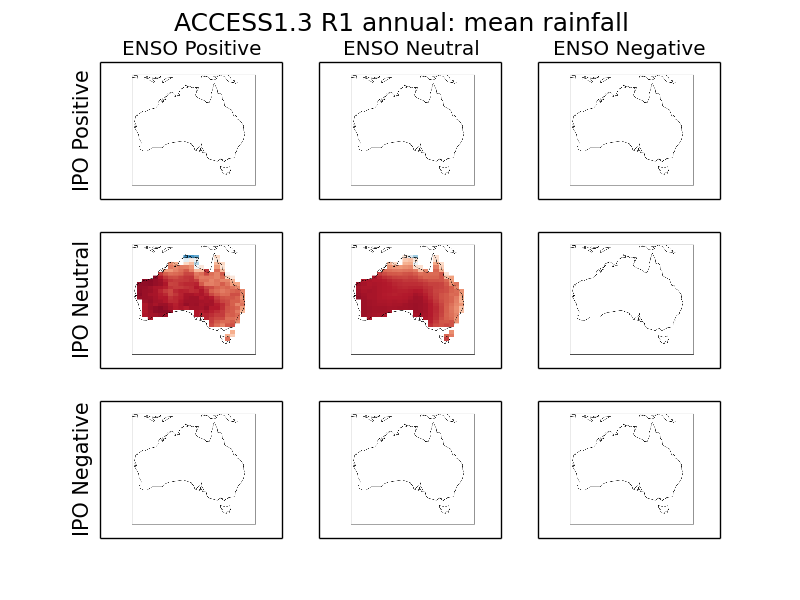 ACCESS1.3 R1 annual: mean rainfall
ENSO Positive
ENSO Neutral
ENSO Negative
IPO Positive
IPO Neutral
IPO Negative